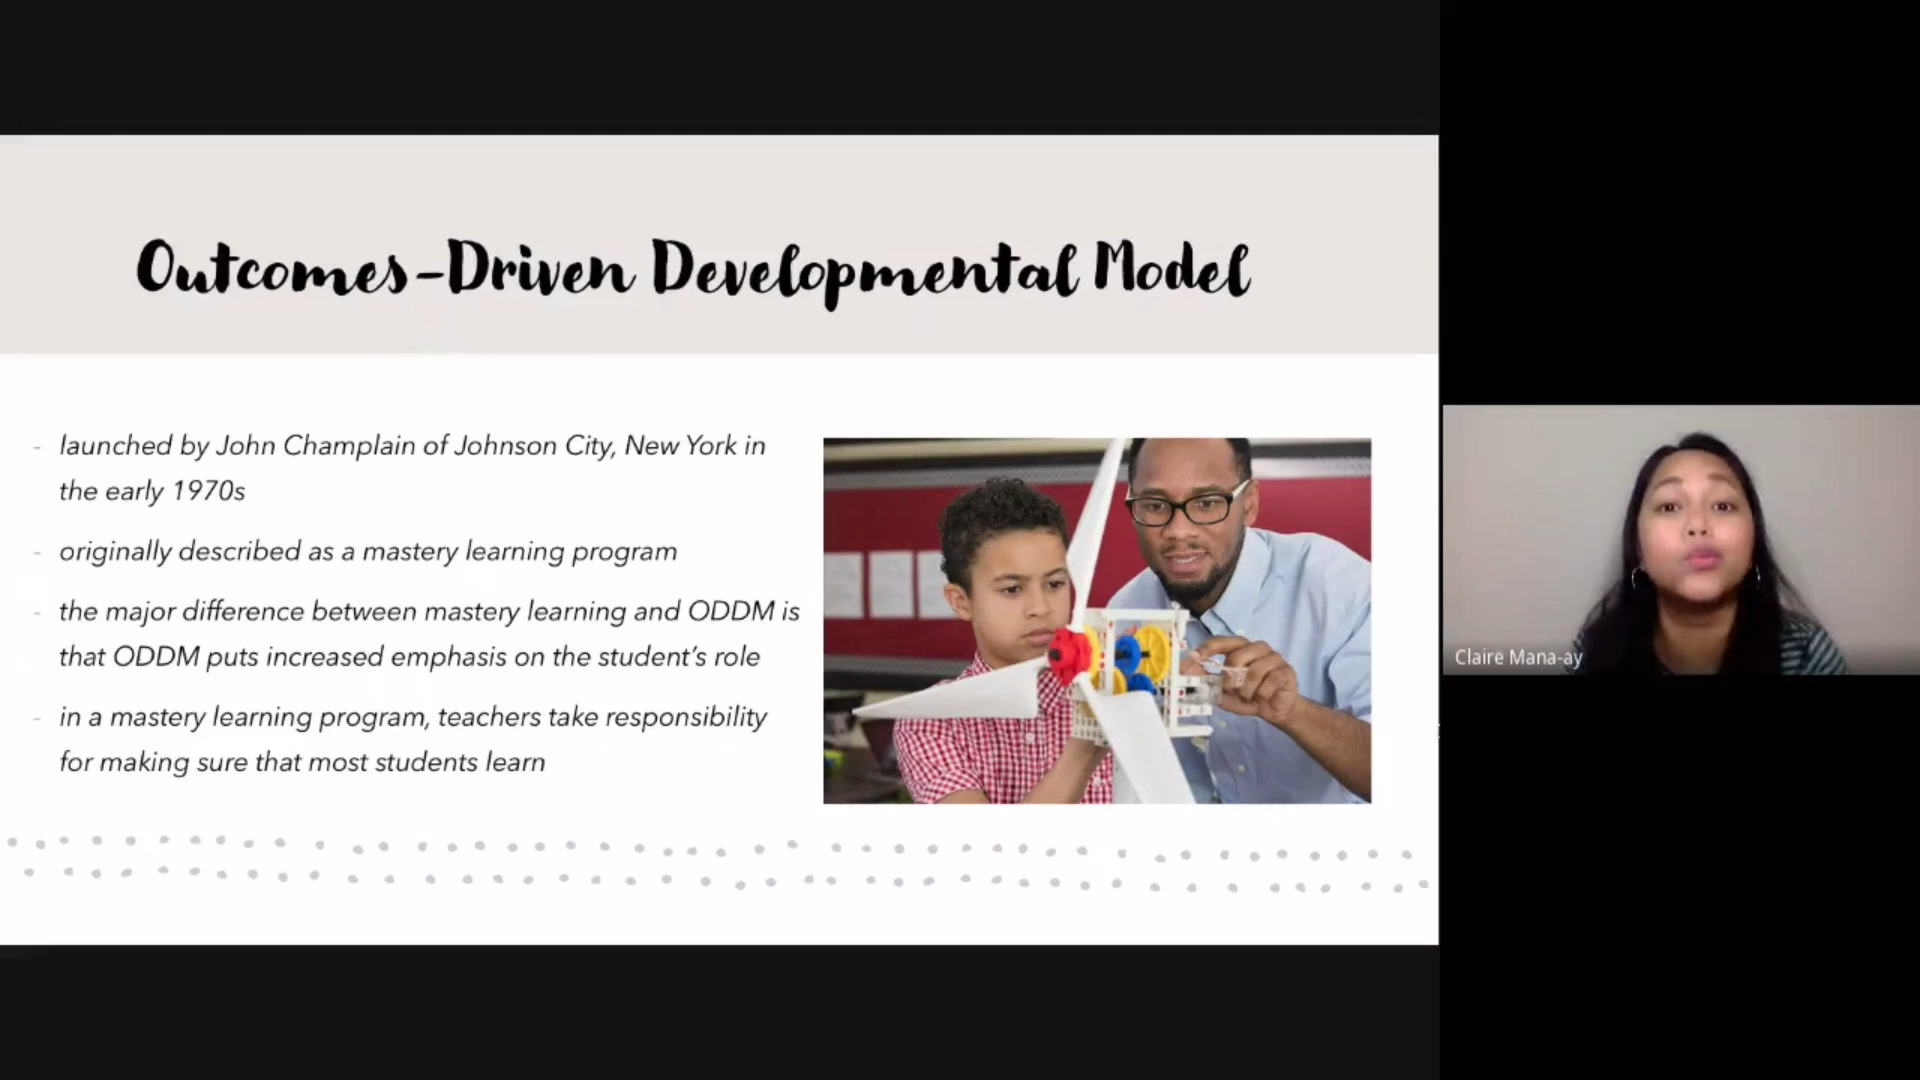 Outcomes-Driven Developmental Model
- launched by John Champlain of Johnson City, New York in
the early 1970s
- originally described as a mastery learning program
- the major difference between mastery learning and ODDM is
that ODDM puts increased emphasis on the student's role
- in a mastery learning program, teachers take responsibility
for making sure that most students learn
Claire Mana-ay